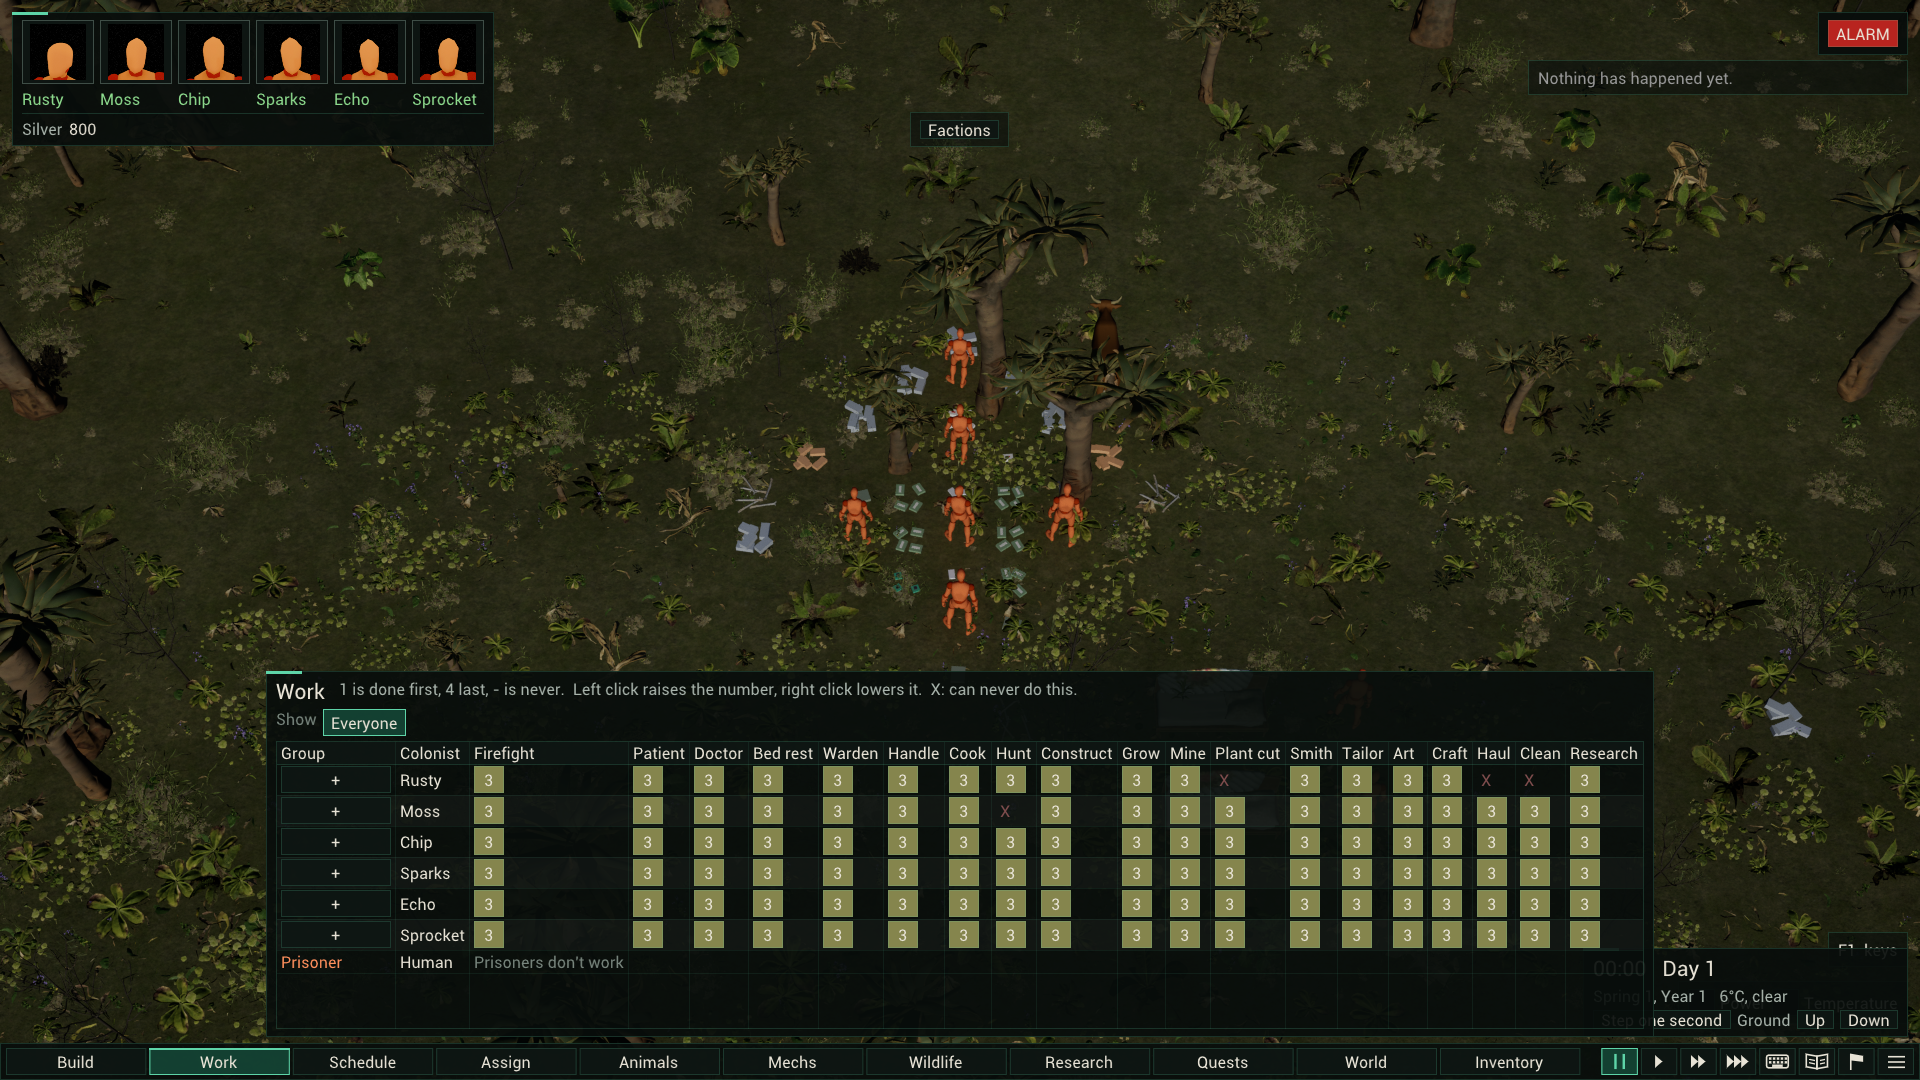 Rusty Moss Chip Sparks Echo Sprocket
Silver 800
ALARM
Nothing has happened yet.
Factions
Work 1 is done first, 4 last, - is never. Left click raises the number, right click lowers it. X: can never do this.
Show Everyone
Group Colonist Firefight Patient Doctor Bed rest Warden Handle Cook Hunt Construct Grow Mine Plant cut Smith Tailor Art Craft Haul Clean Research
+ Rusty 3 3 3 3 3 3 3 3 3 3 3 X 3 3 3 3 X X 3
+ Moss 3 3 3 3 3 3 3 X 3 3 3 3 3 3 3 3 3 3 3
+ Chip 3 3 3 3 3 3 3 3 3 3 3 3 3 3 3 3 3 3 3
+ Sparks 3 3 3 3 3 3 3 3 3 3 3 3 3 3 3 3 3 3 3
+ Echo 3 3 3 3 3 3 3 3 3 3 3 3 3 3 3 3 3 3 3
+ Sprocket 3 3 3 3 3 3 3 3 3 3 3 3 3 3 3 3 3 3 3
Prisoner Human Prisoners don't work
F1 keys
00:00 Day 1
Spring 1, Year 1 6°C, clear
Temperature
Step one second Ground Up Down
Build Work Schedule Assign Animals Mechs Wildlife Research Quests World Inventory